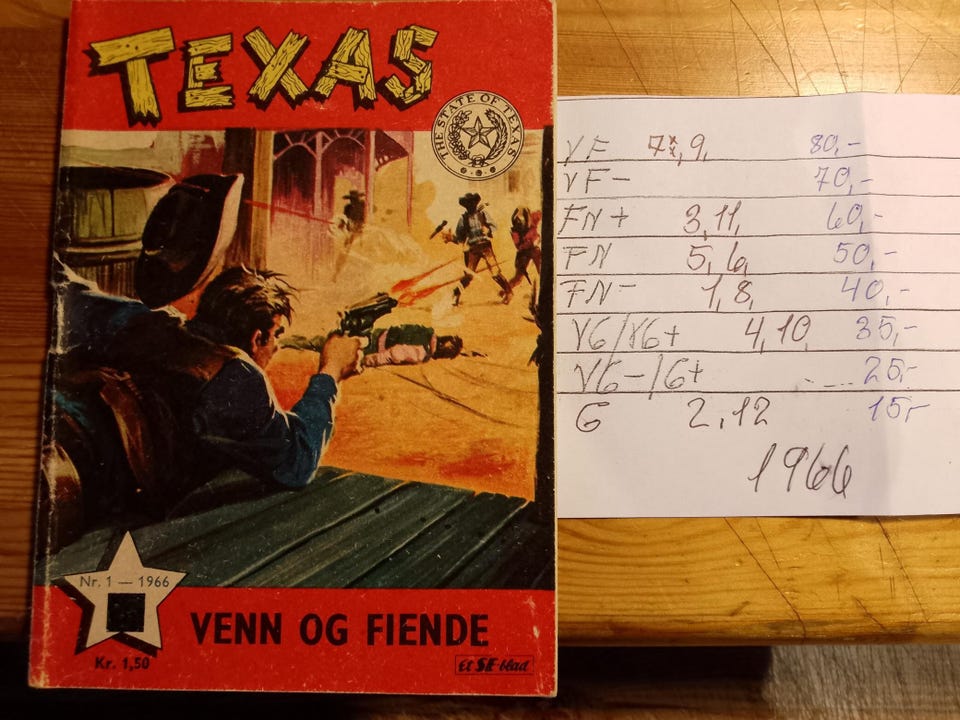 TEXAS
THE STATE OF TEXAS
Nr. 1 — 1966
VENN OG FIENDE
Kr. 1,50
Et SE-blad
VF 7, 9, 80,-
VF- 70,-
FN+ 3, 11, 60,-
FN 5, 6, 50,-
FN- 1, 8, 40,-
VG/VG+ 4, 10, 35,-
VG-/G+ 25,-
G 2, 12 15,-
1966